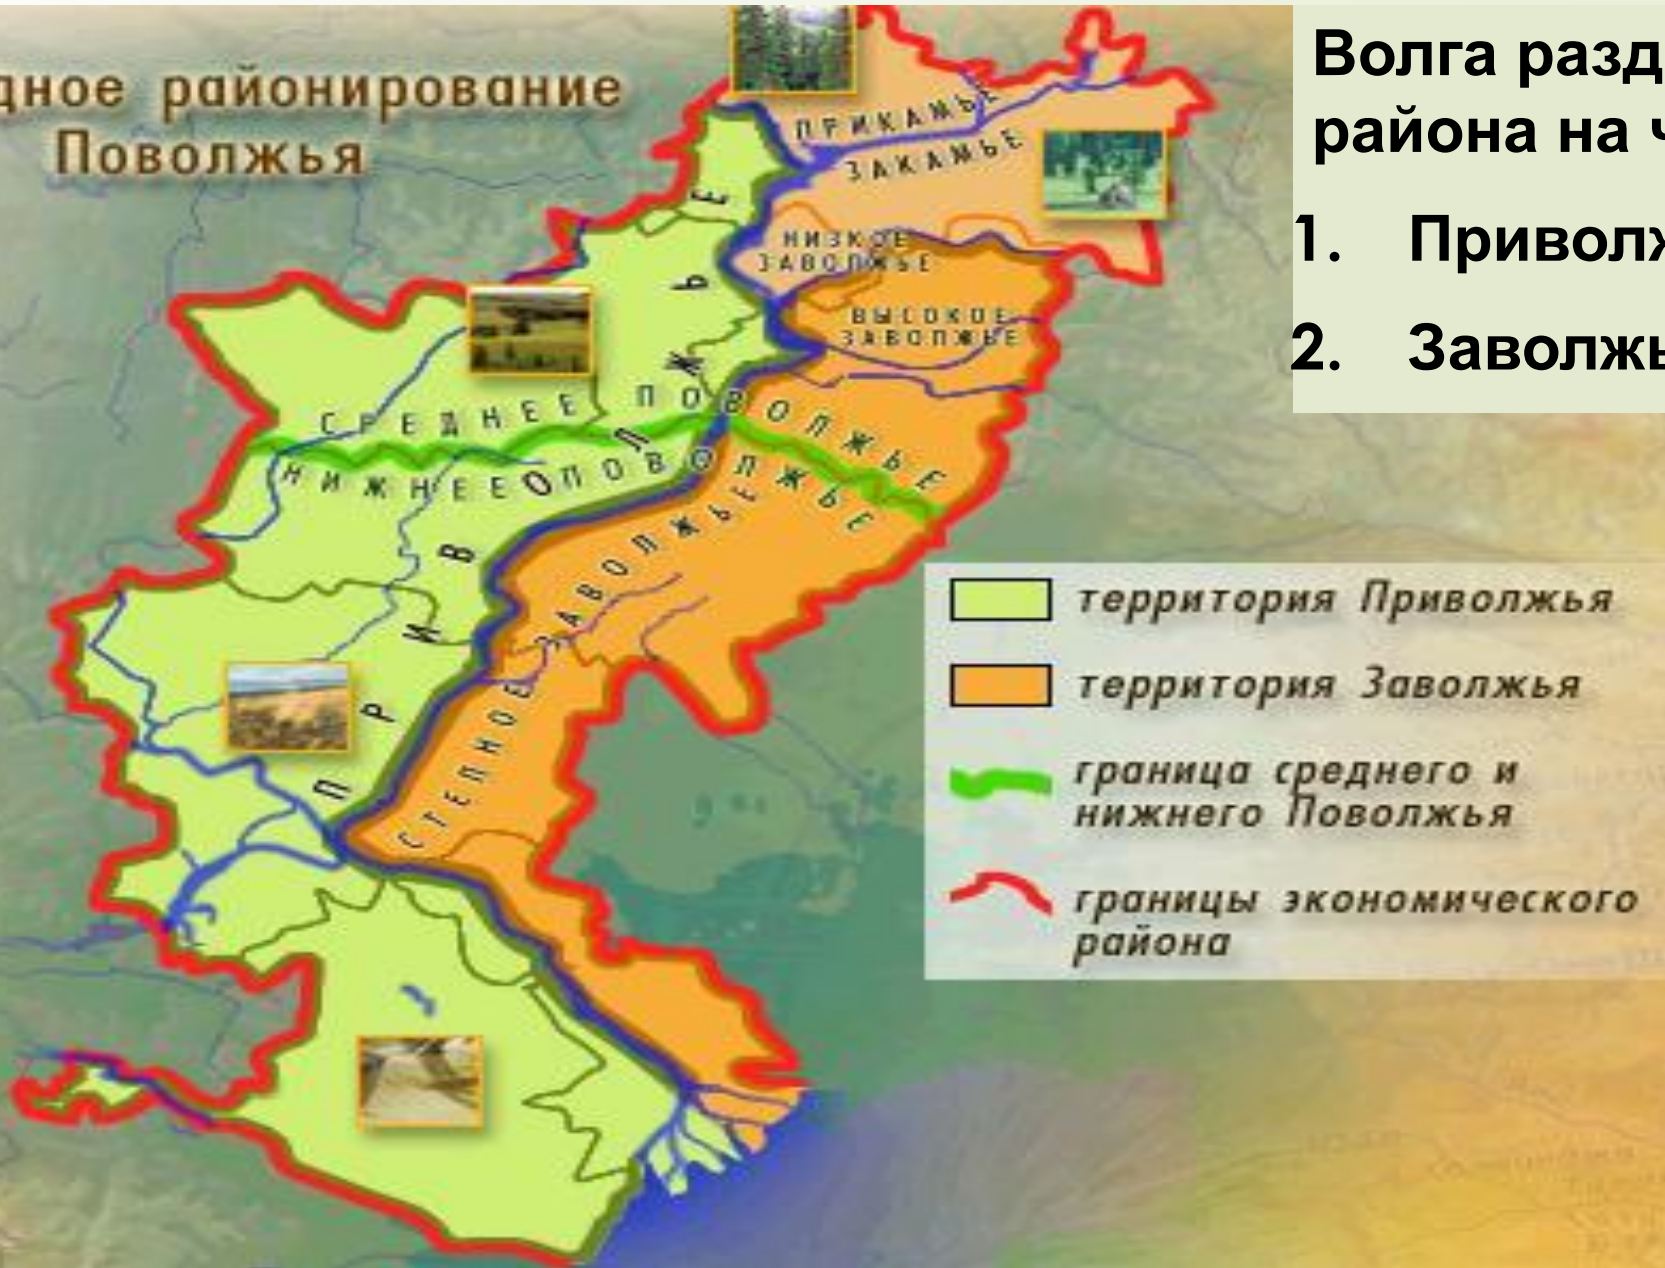 дное районирование
Поволжья
Волга разд
района на ч
1. Приволж
2. Заволжь
ПРИКАМЬЕ
ЗАКАМЬЕ
НИЗКОЕ
ЗАВОЛЖЬЕ
ВЫСОКОЕ
ЗАВОЛЖЬЕ
СРЕДНЕЕ ПОВОЛЖЬЕ
НИЖНЕЕ ПОВОЛЖЬЕ
ПРИВОЛЖЬЕ
СТЕПНОЕ ЗАВОЛЖЬЕ
территория Приволжья
территория Заволжья
граница среднего и
нижнего Поволжья
границы экономического
района